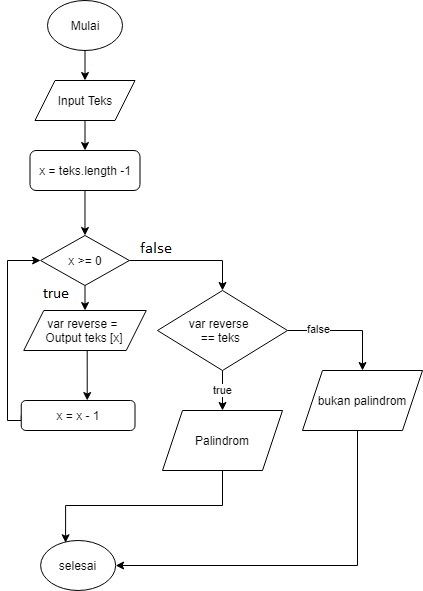 Mulai
Input Teks
x = teks.length -1
x >= 0
false
true
var reverse =
Output teks [x]
x = x - 1
var reverse
== teks
false
true
bukan palindrom
Palindrom
selesai